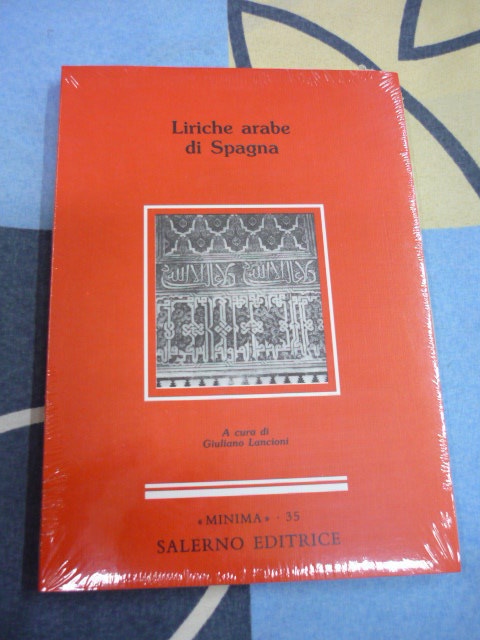 Liriche arabe
di Spagna
A cura di
Giuliano Lancioni
«MINIMA» · 35
SALERNO EDITRICE